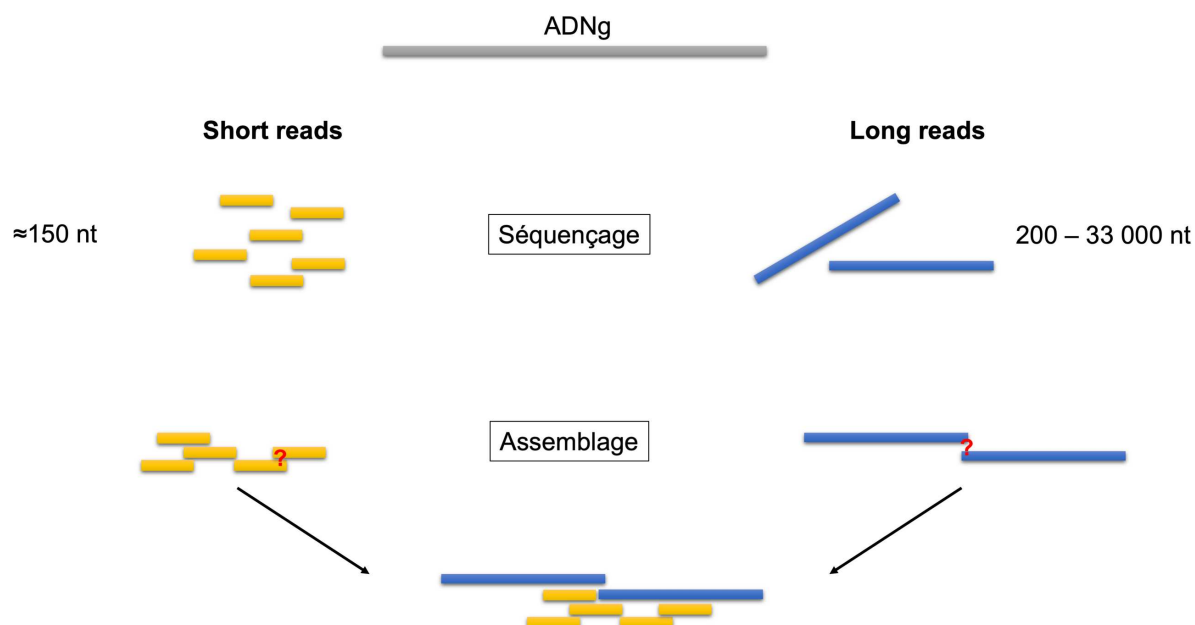 ADNg
Short reads
Long reads
≈150 nt
Séquençage
200 – 33 000 nt
Assemblage
?
?